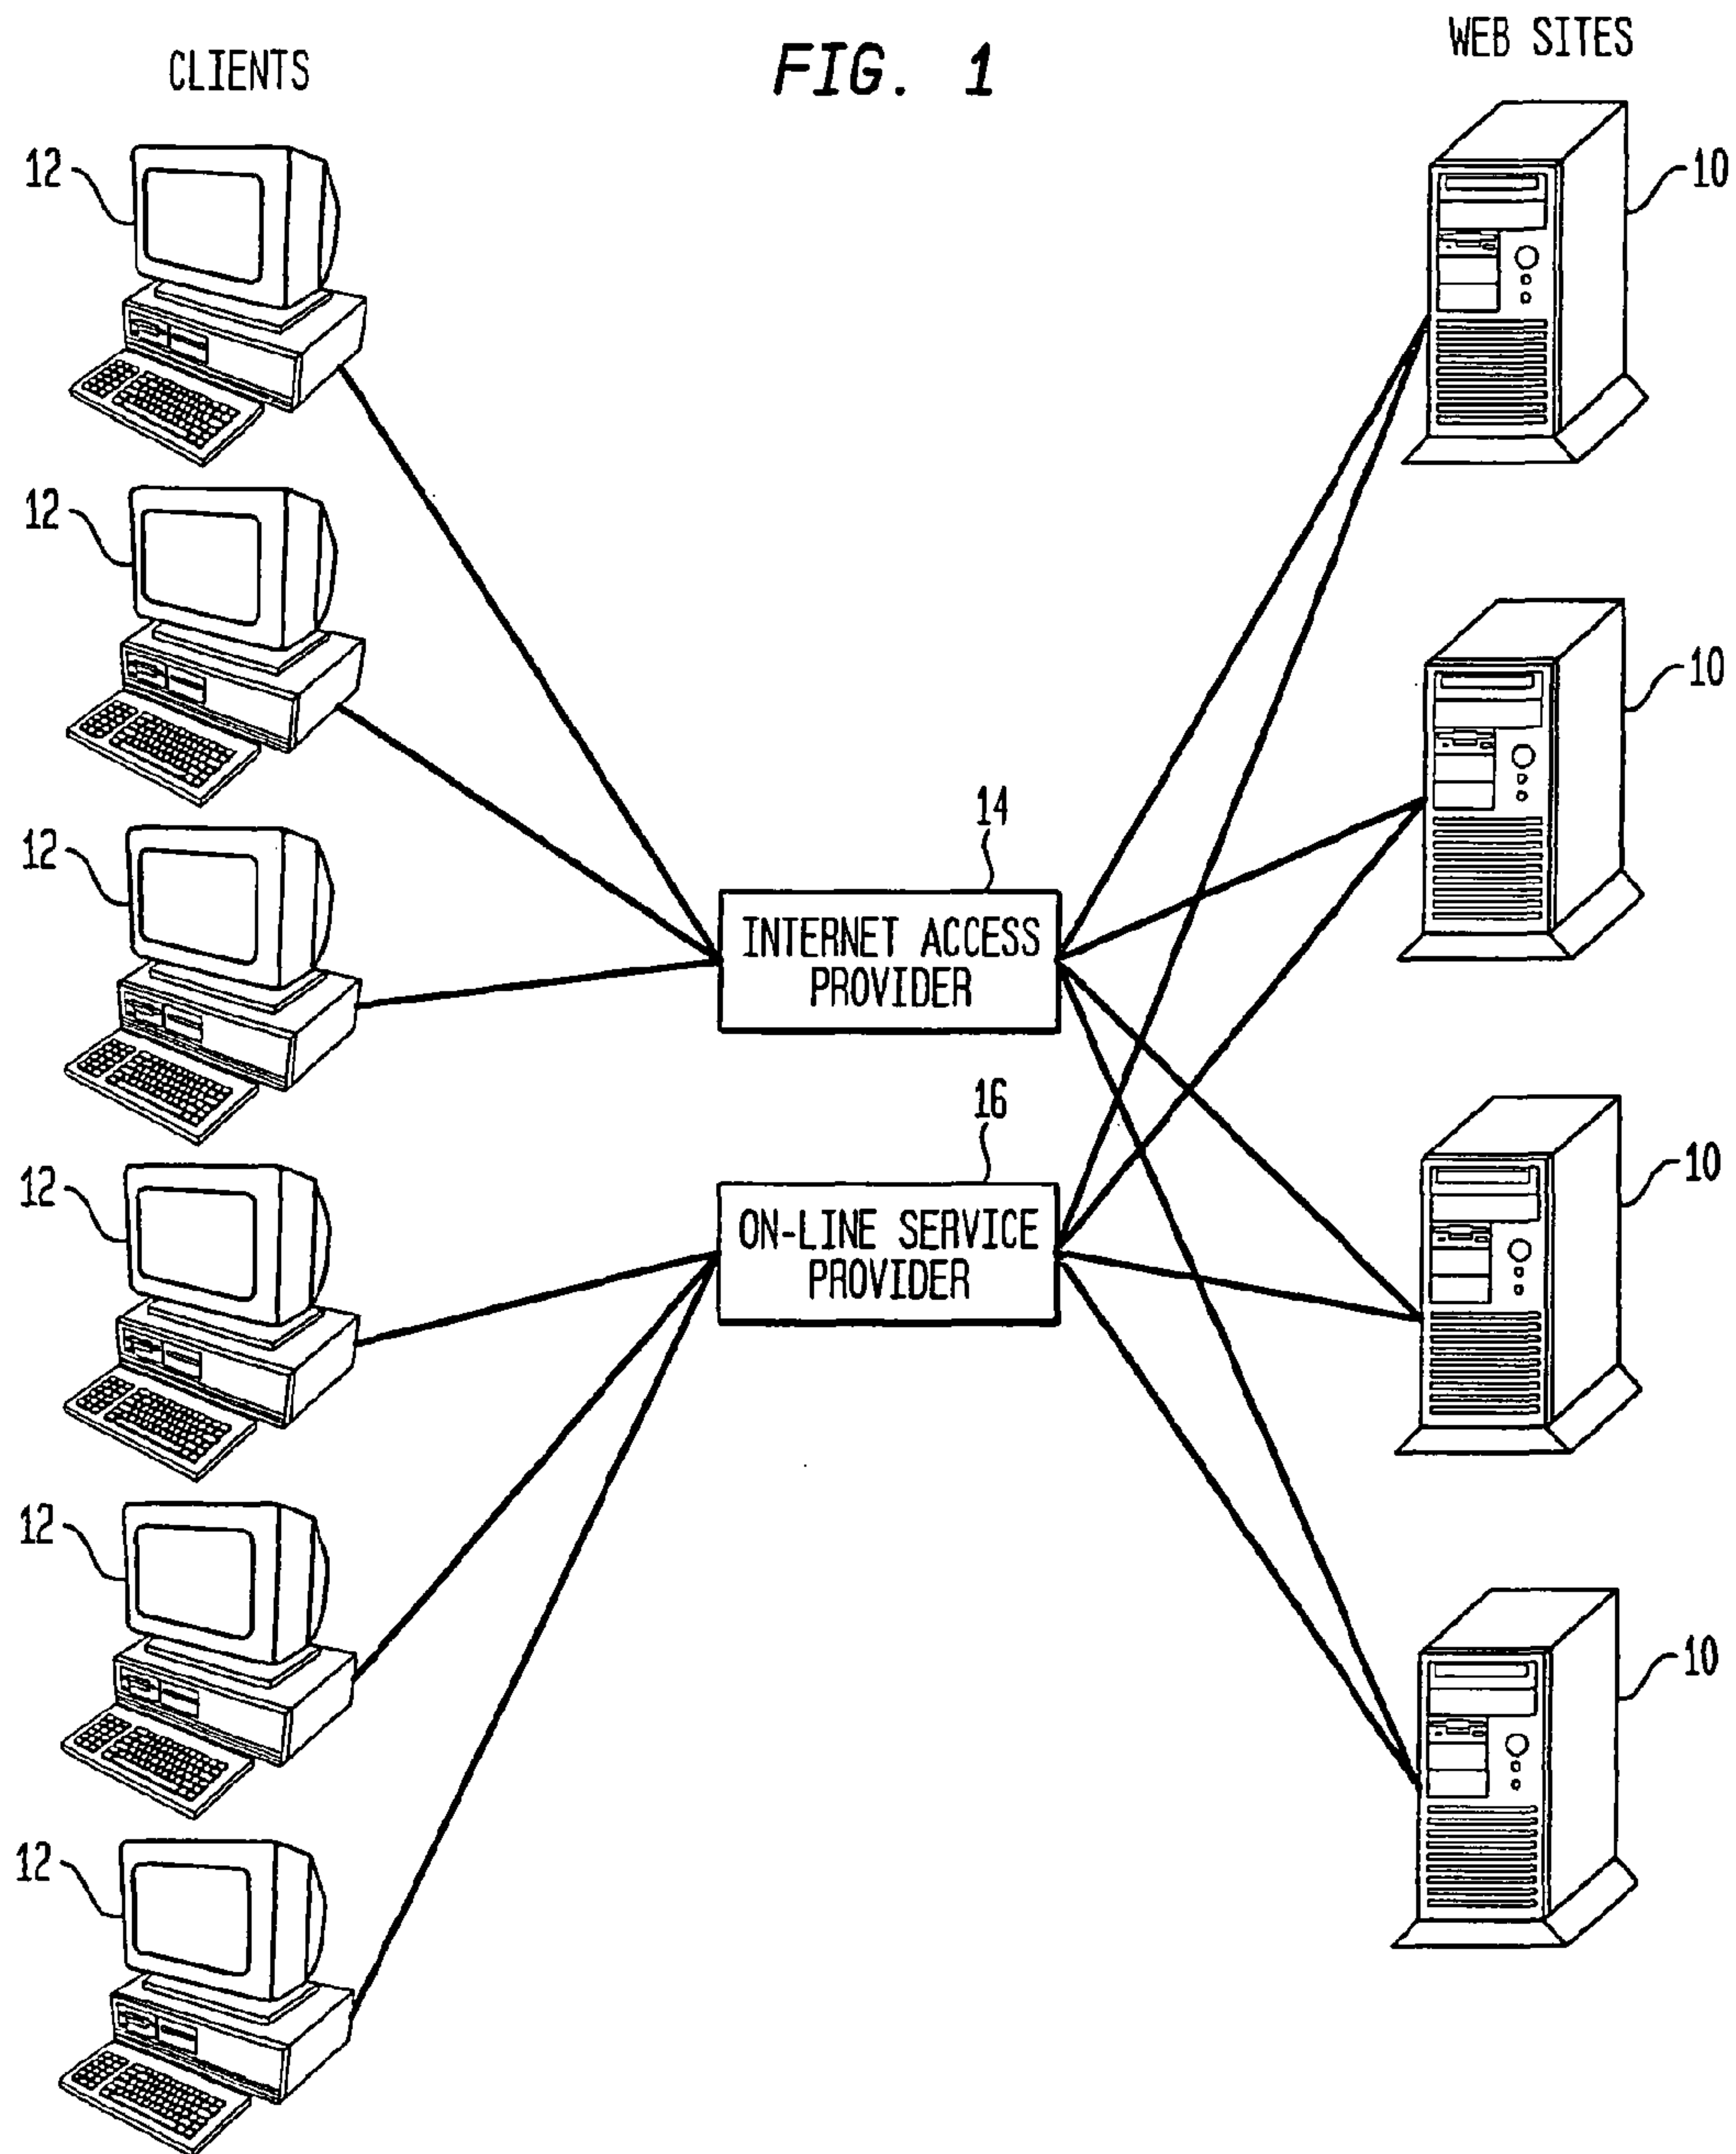 CLIENTS
FIG. 1
WEB SITES
12
10
12
10
14
12
INTERNET ACCESS
PROVIDER
16
12
10
ON-LINE SERVICE
PROVIDER
12
10
12